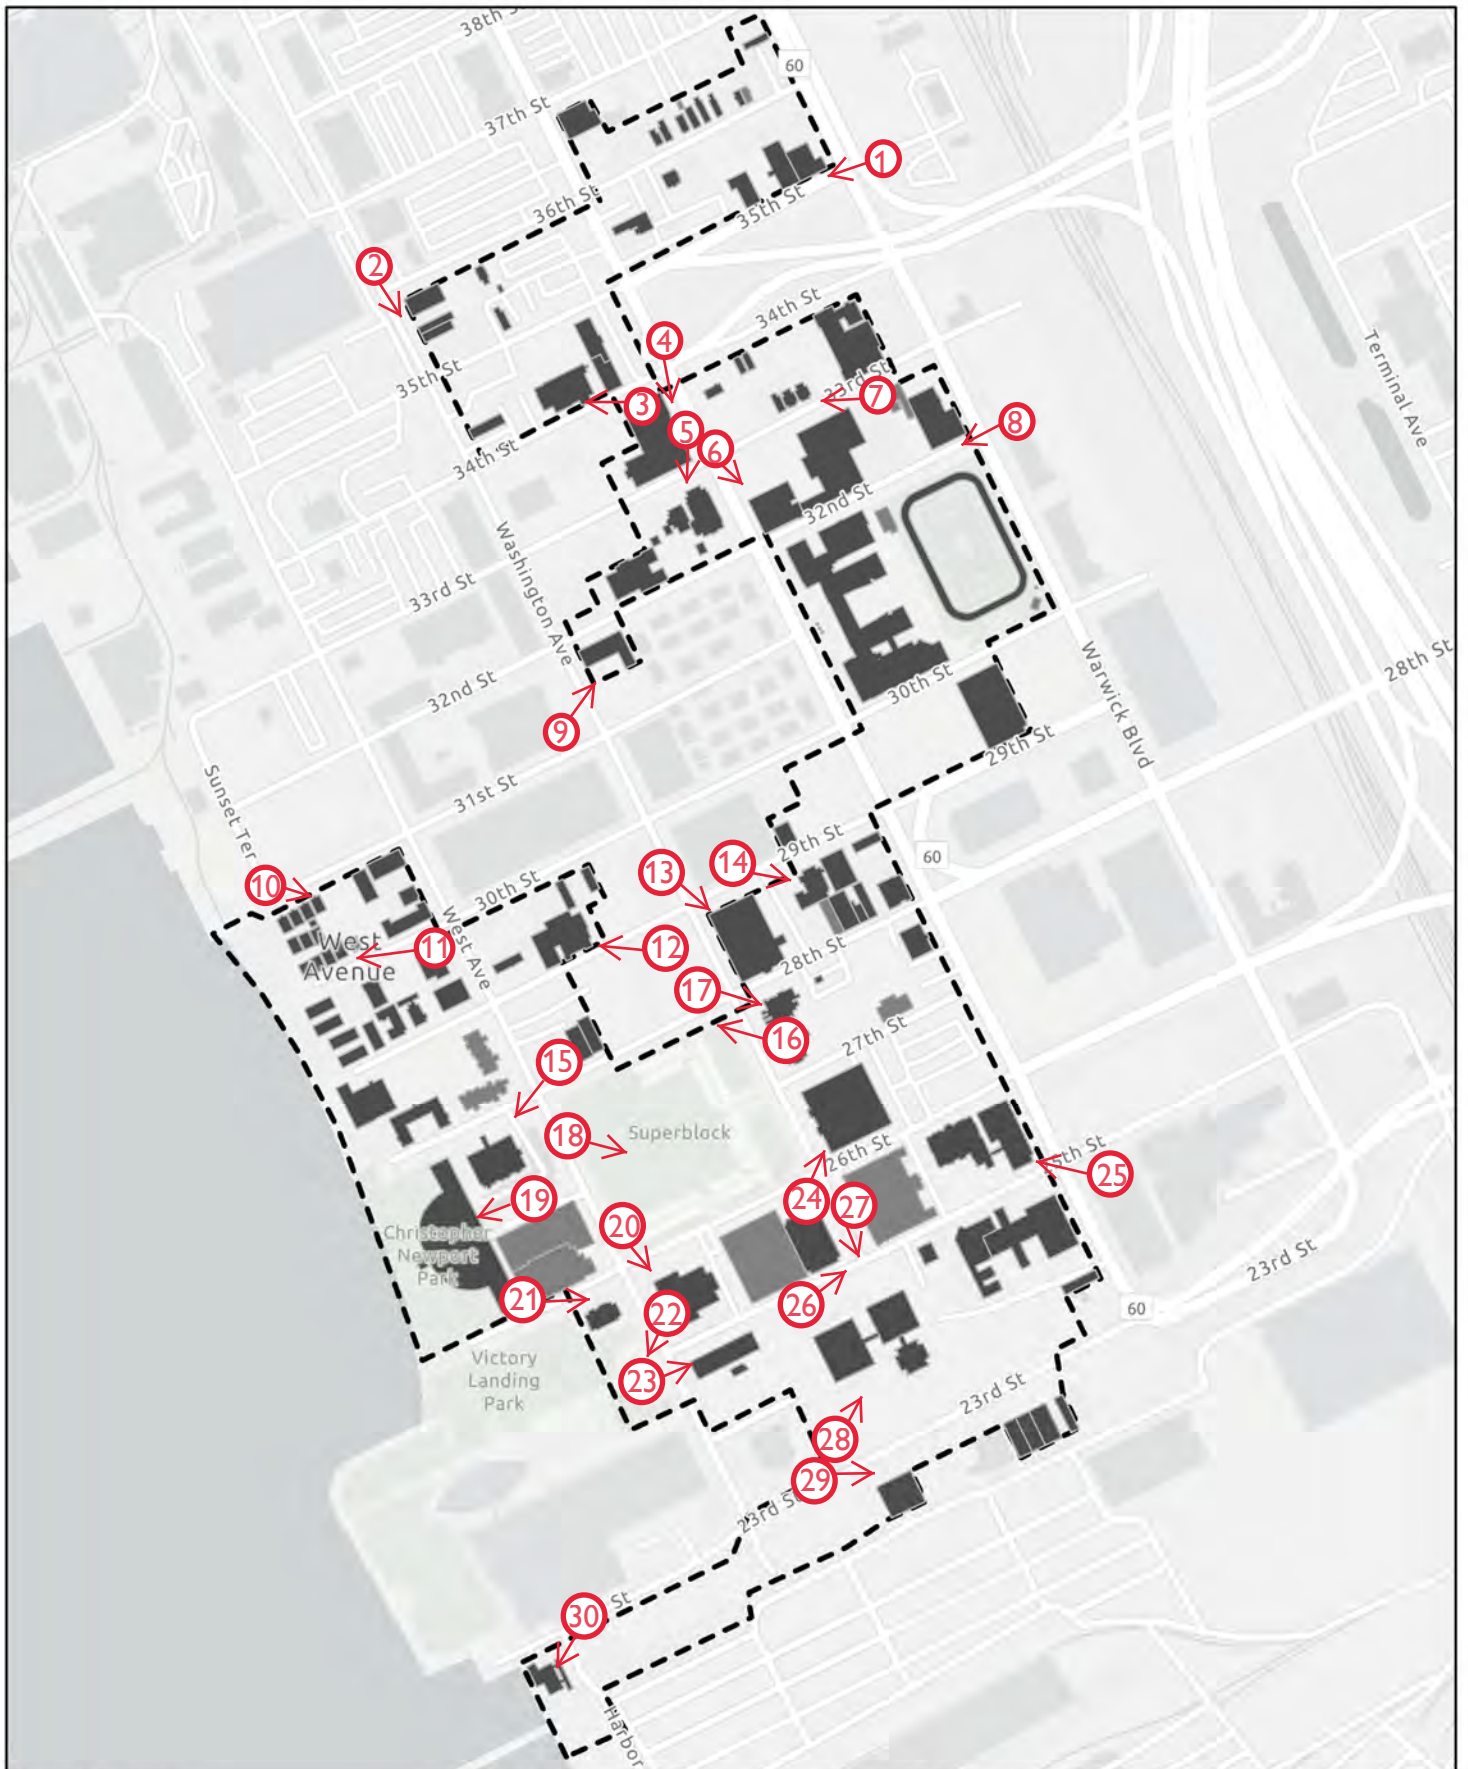 38th St
60
37th St
1
36th St
35th St
2
34th St
4
35th St
33rd St
7
3
8
5
6
34th St
32nd St
Terminal Ave
Washington Ave
33rd St
32nd St
30th St
28th St
Warwick Blvd
9
29th St
31st St
Sunset Ter
29th St
60
14
13
10
30th St
West Ave
West
Avenue
11
12
28th St
17
16
27th St
15
18
Superblock
26th St
25
24
27
19
20
Christopher
Newport
Park
23rd St
21
26
22
60
Victory
Landing
Park
23
23rd St
28
29
23rd St
30
St
Harbor